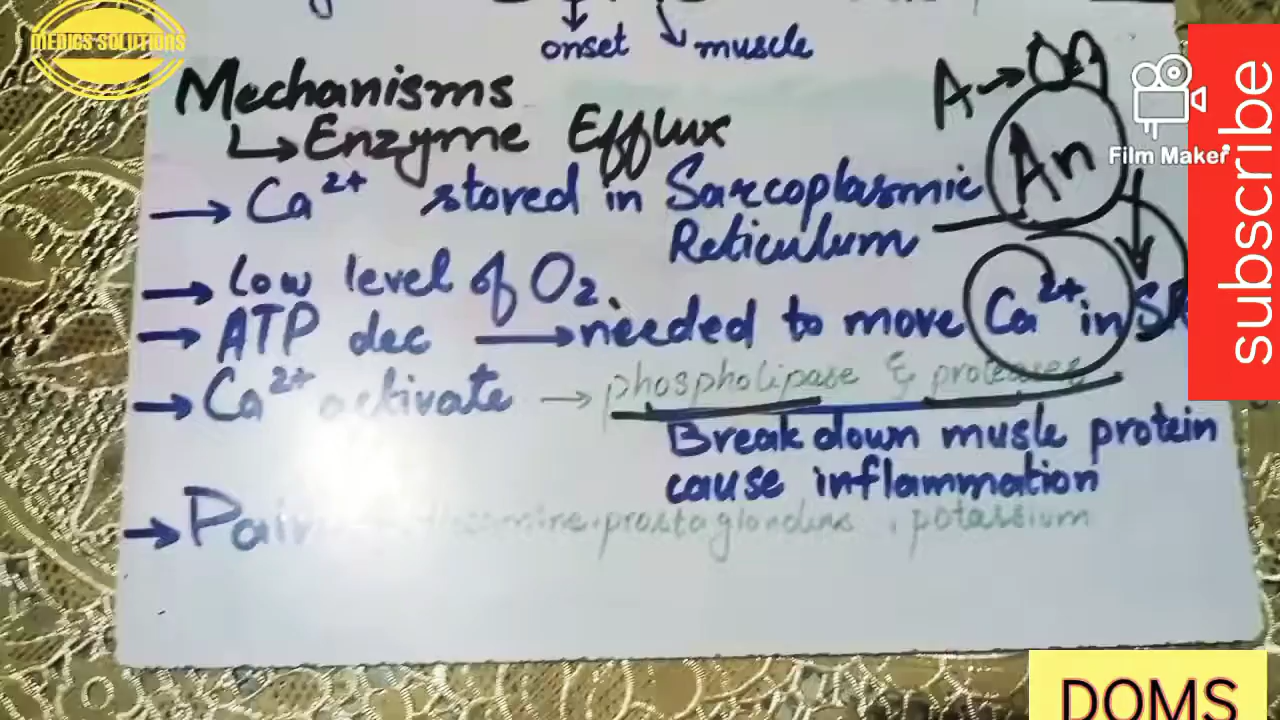 MEDICS SOLUTIONS
onset muscle
Mechanisms
Enzyme Efflux
A → O2
An
Film Maker
subscribe
→ Ca2+ stored in Sarcoplasmic
Reticulum
→ low level of O2.
→ ATP dec → needed to move Ca2+ in SR
→ Ca2+ activate → phospholipase & proteases
Break down musle protein
cause inflammation
→ Pain prostaglandins, potassium
DOMS